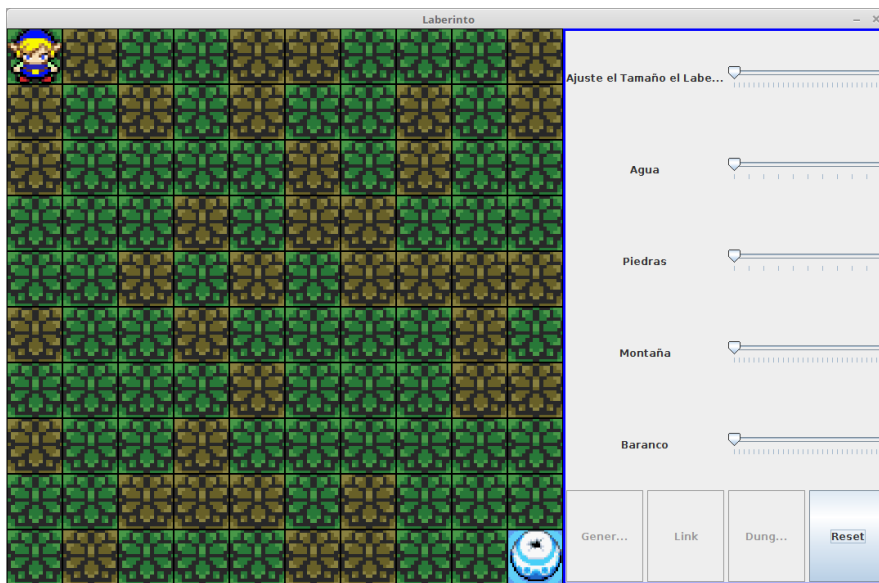 Laberinto
Ajuste el Tamaño el Labe...
Agua
Piedras
Montaña
Baranco
Gener...
Link
Dung...
Reset